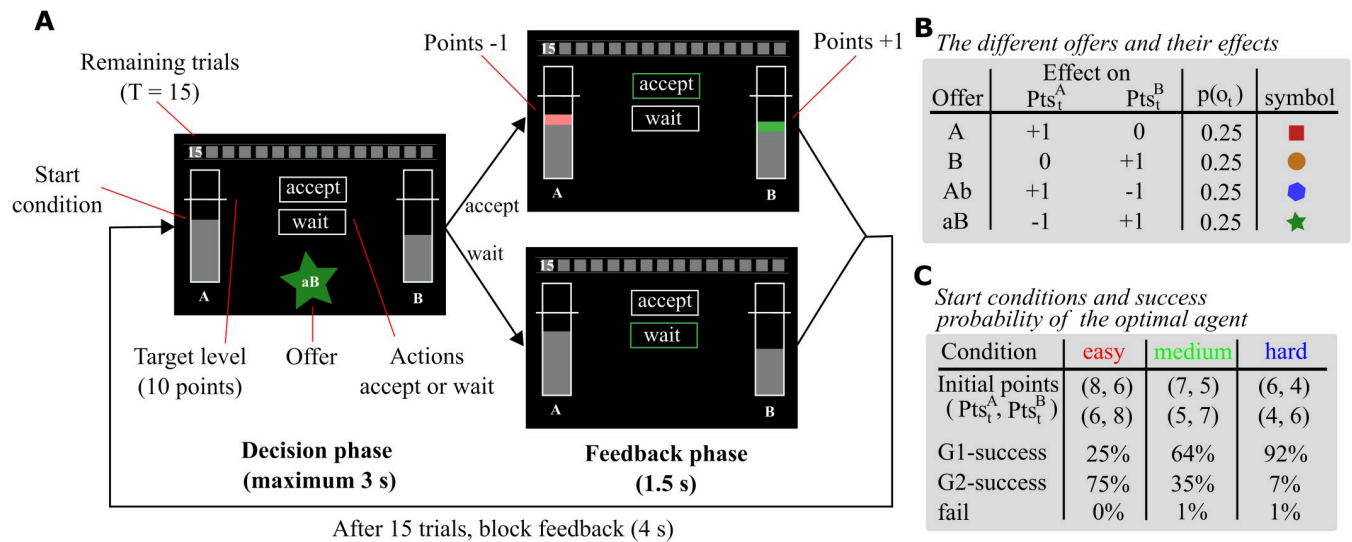 A
Remaining trials
(T = 15)
Start
condition
15
accept
wait
aB
A
B
Target level
(10 points)
Offer
Actions
accept or wait
Decision phase
(maximum 3 s)
accept
wait
Points -1
Points +1
15
accept
wait
A
B
15
accept
wait
A
B
Feedback phase
(1.5 s)
After 15 trials, block feedback (4 s)
B
The different offers and their effects
Effect on
Offer Pts_t^A Pts_t^B p(o_t) symbol
A +1 0 0.25
B 0 +1 0.25
Ab +1 -1 0.25
aB -1 +1 0.25
C
Start conditions and success
probability of the optimal agent
Condition easy medium hard
Initial points (8, 6) (7, 5) (6, 4)
(Pts_t^A, Pts_t^B) (6, 8) (5, 7) (4, 6)
G1-success 25% 64% 92%
G2-success 75% 35% 7%
fail 0% 1% 1%